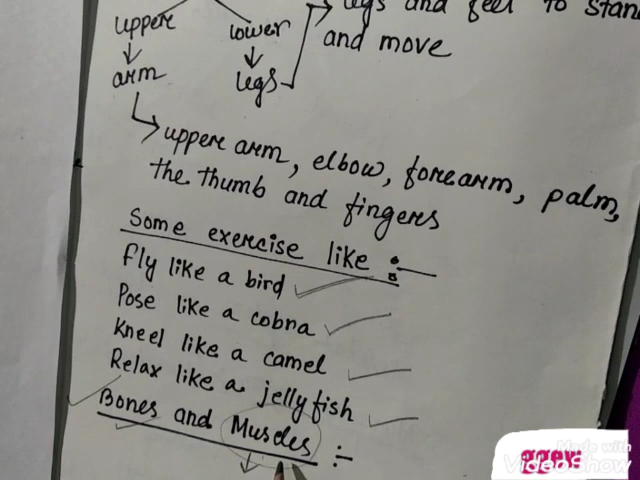 legs and feet to stand
upper lower and move
arm legs
upper arm, elbow, forearm, palm,
the thumb and fingers
Some exercise like :-
Fly like a bird
Pose like a cobra
Kneel like a camel
Relax like a jellyfish
Bones and Muscles :-
Made with
VideoShow